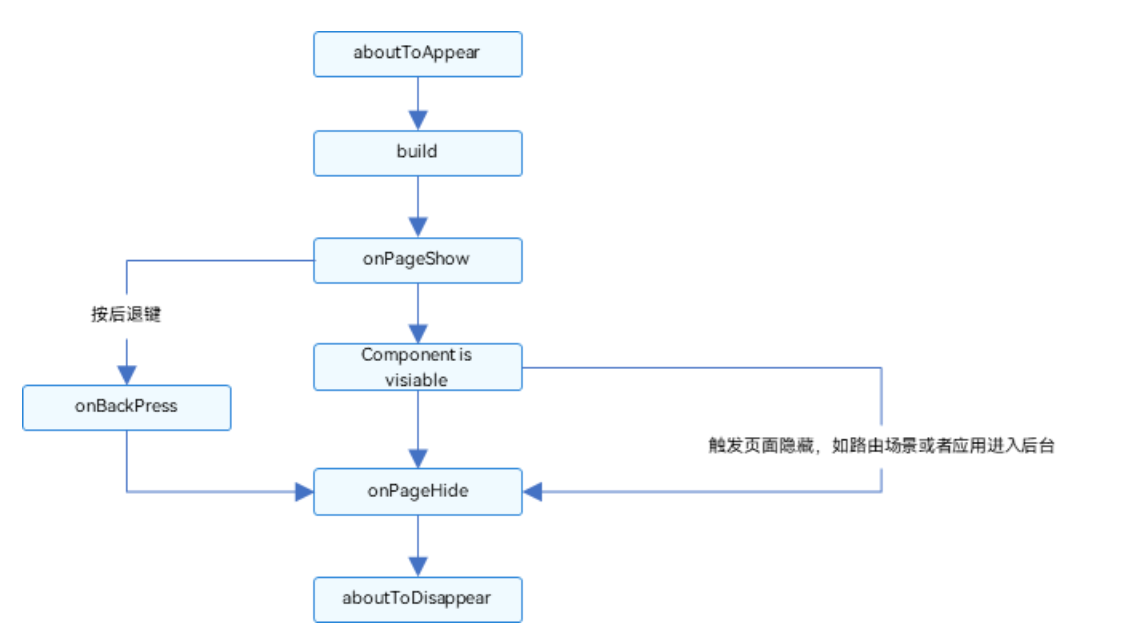 aboutToAppear
build
onPageShow
按后退键
Component is
visiable
onBackPress
触发页面隐藏，如路由场景或者应用进入后台
onPageHide
aboutToDisappear